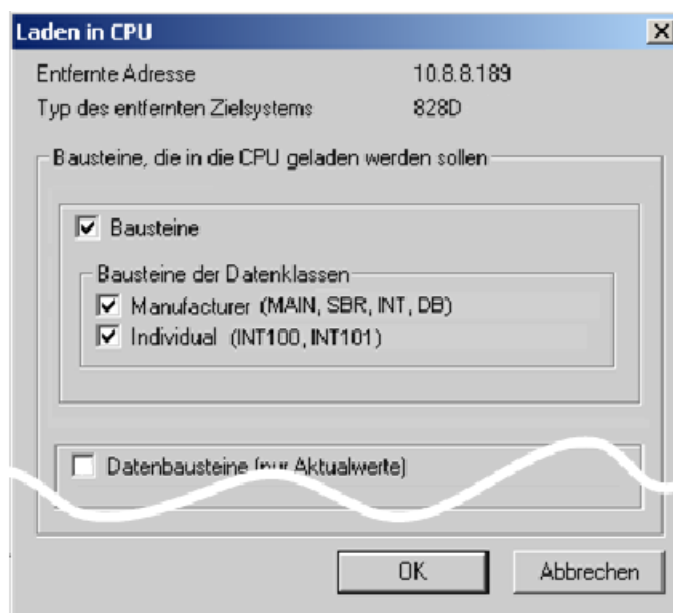 Laden in CPU
Entfernte Adresse 10.8.8.189
Typ des entfernten Zielsystems 828D
Bausteine, die in die CPU geladen werden sollen
Bausteine
Bausteine der Datenklassen
Manufacturer (MAIN, SBR, INT, DB)
Individual (INT100, INT101)
Datenbausteine (nur Aktualwerte)
OK Abbrechen